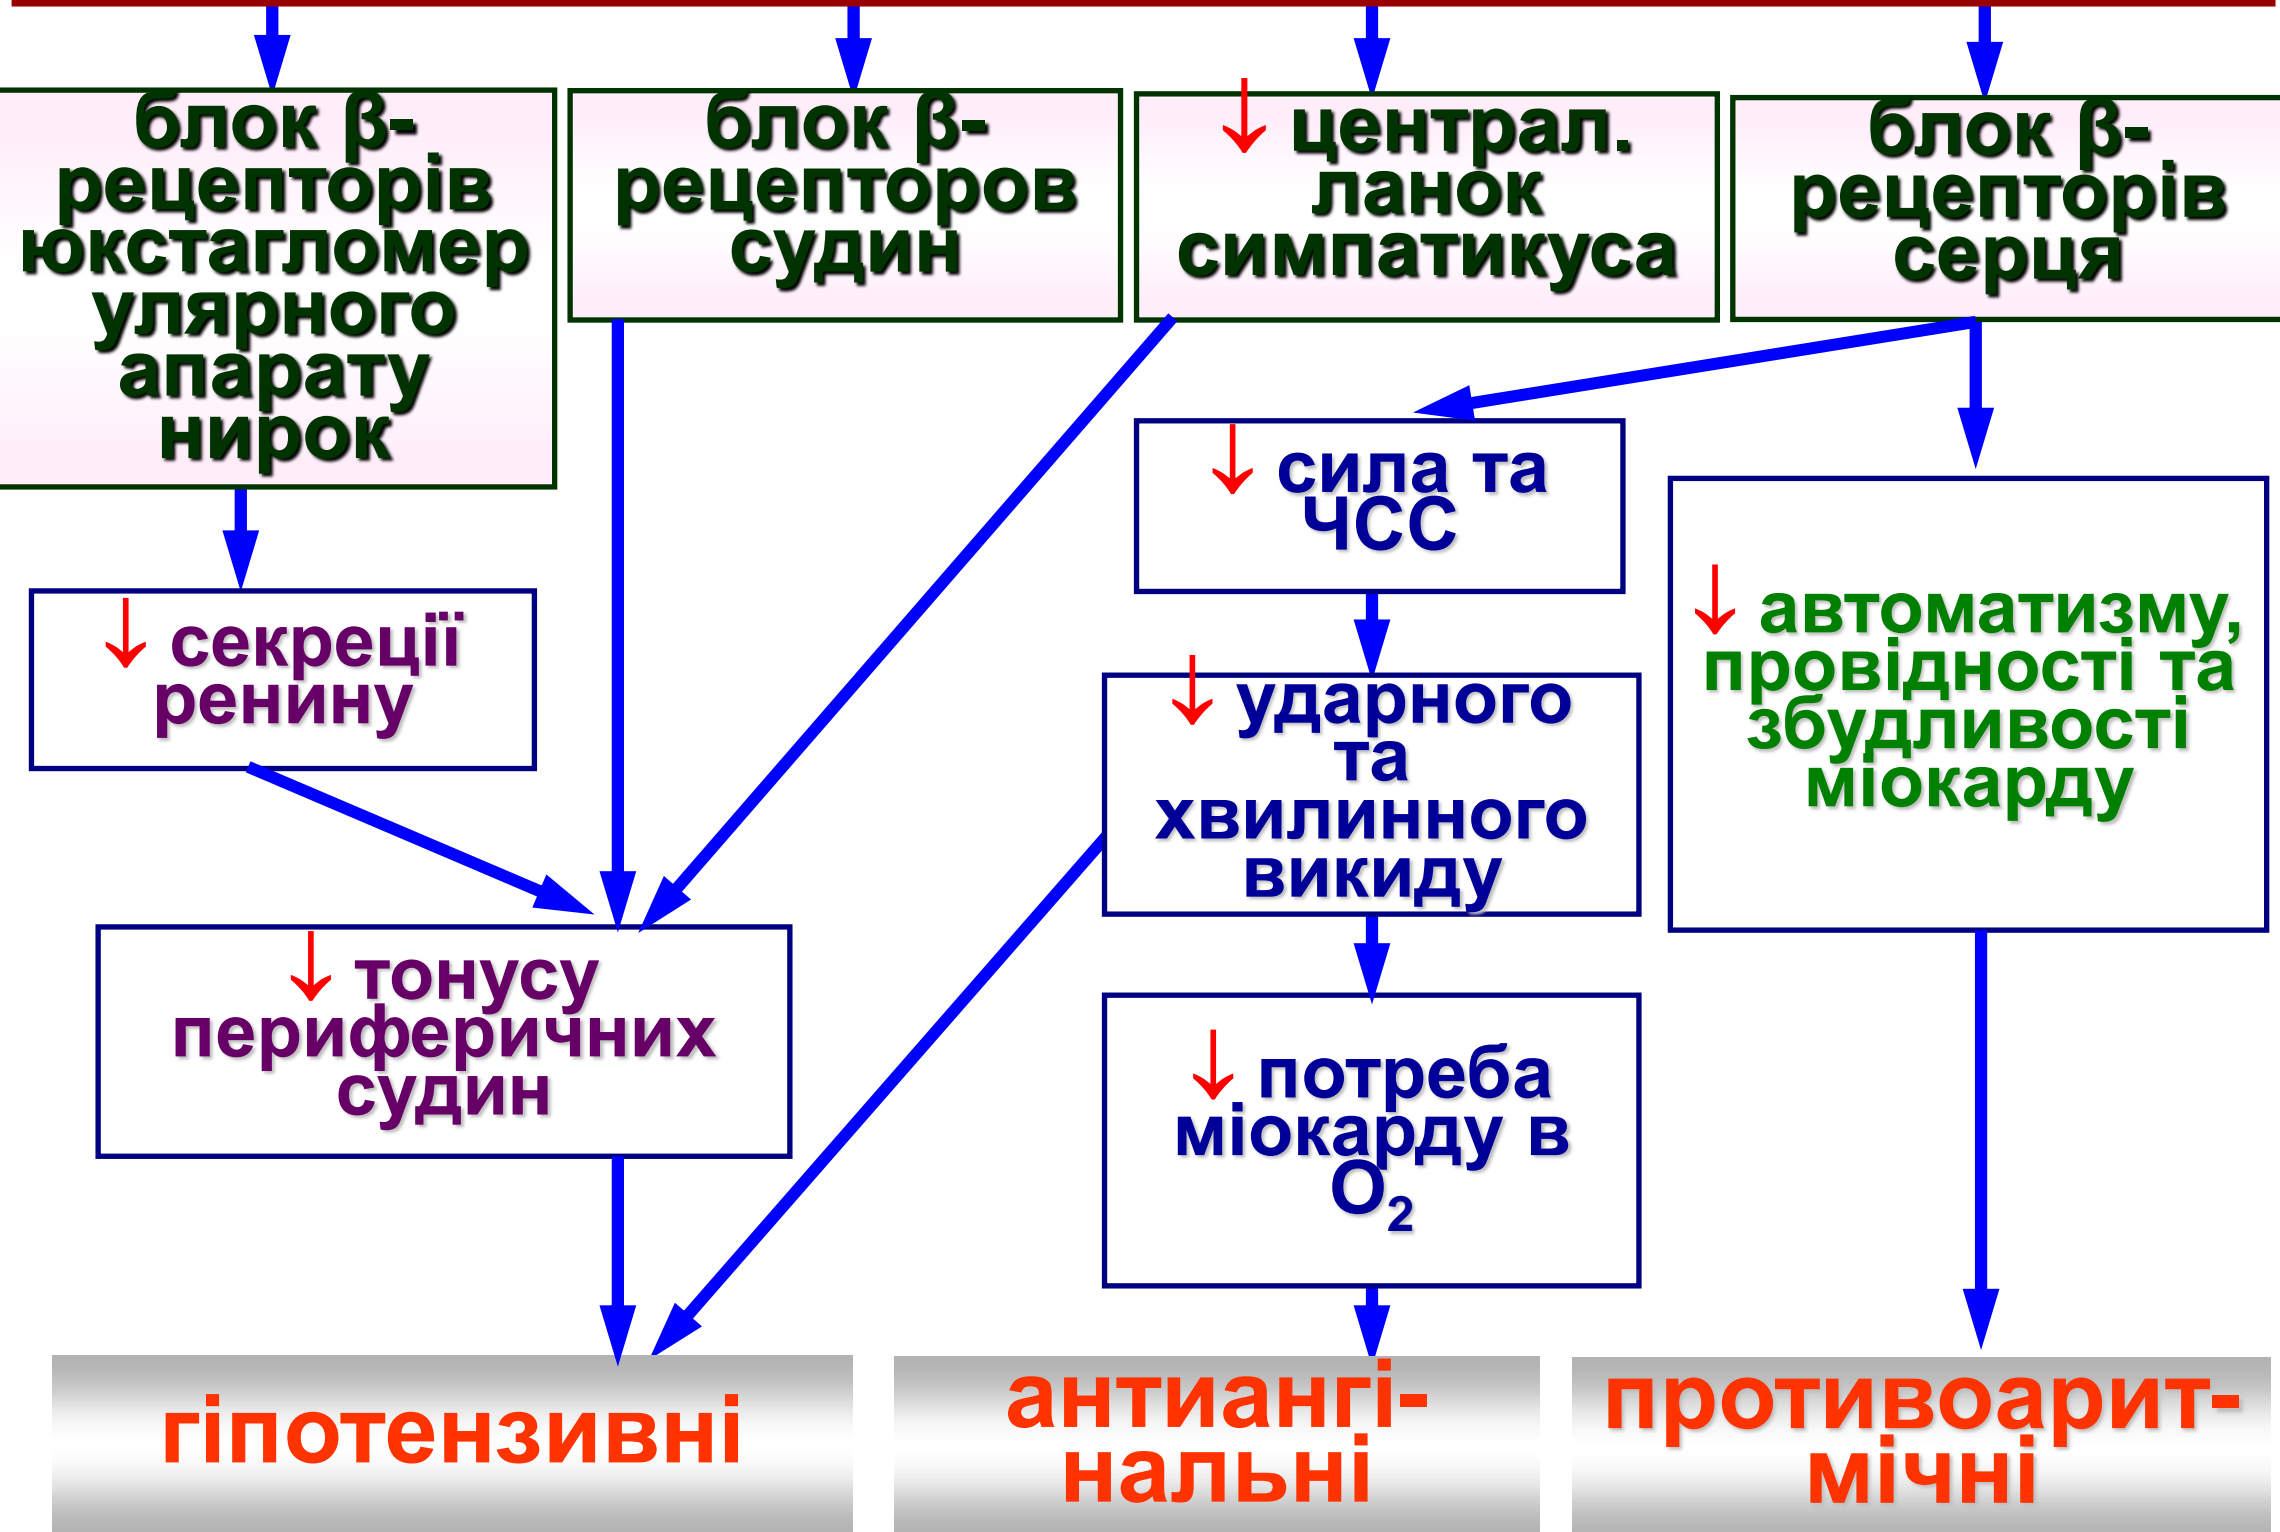 блок β-
рецепторів
юкстагломер
улярного
апарату
нирок
блок β-
рецепторов
судин
↓ централ.
ланок
симпатикуса
блок β-
рецепторів
серця
↓ сила та
ЧСС
↓ секреції
ренину
↓ ударного
та
хвилинного
викиду
↓ автоматизму,
провідності та
збудливості
міокарду
↓ тонусу
периферичних
судин
↓ потреба
міокарду в
О₂
гіпотензивні
антиангі-
нальні
противоарит-
мічні